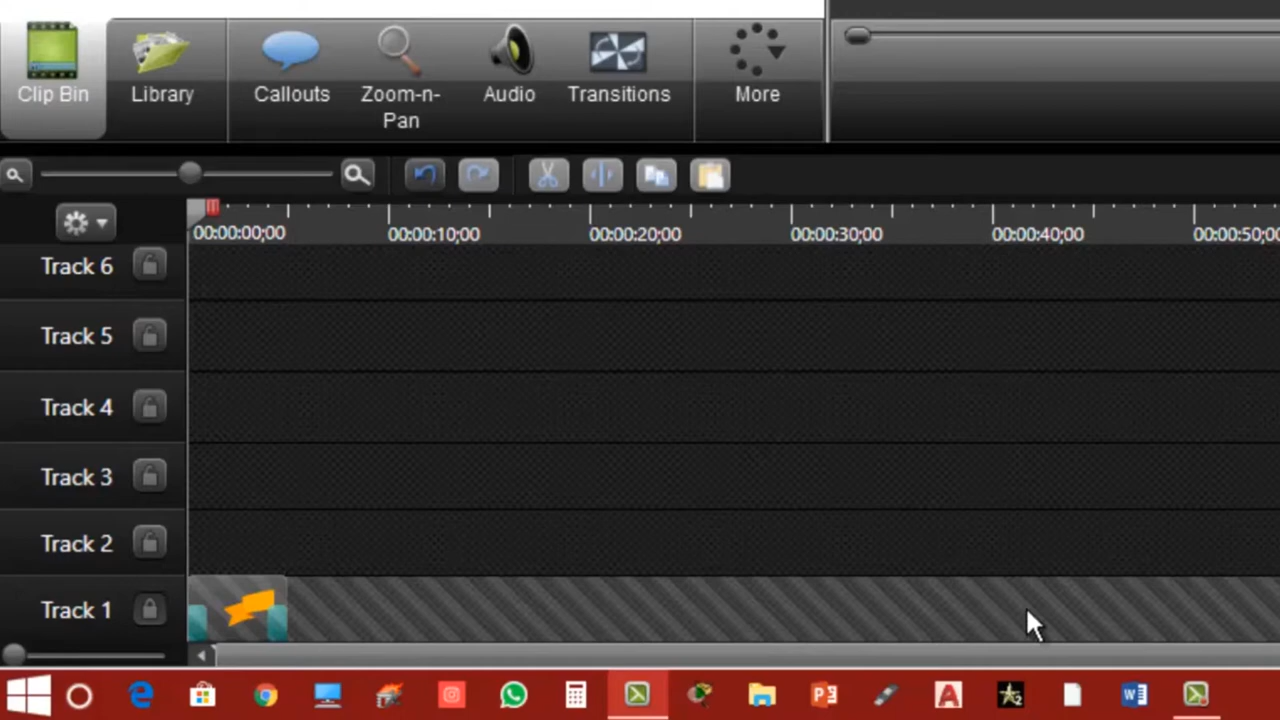 Clip Bin
Library
Callouts
Zoom-n-
Pan
Audio
Transitions
More
00:00:00;00
00:00:10;00
00:00:20;00
00:00:30;00
00:00:40;00
00:00:50;0
Track 6
Track 5
Track 4
Track 3
Track 2
Track 1